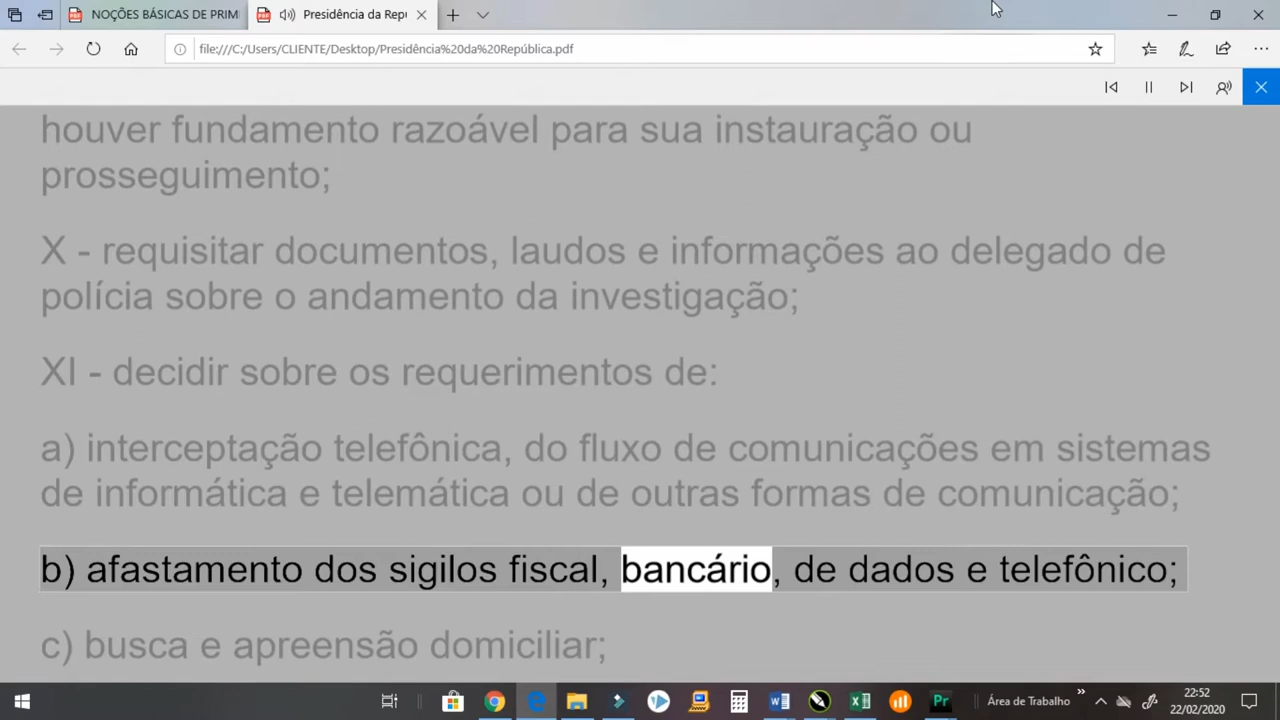 NOÇÕES BÁSICAS DE PRIM
Presidência da Repú
file:///C:/Users/CLIENTE/Desktop/Presidência%20da%20República.pdf
houver fundamento razoável para sua instauração ou
prosseguimento;
X - requisitar documentos, laudos e informações ao delegado de
polícia sobre o andamento da investigação;
XI - decidir sobre os requerimentos de:
a) interceptação telefônica, do fluxo de comunicações em sistemas
de informática e telemática ou de outras formas de comunicação;
b) afastamento dos sigilos fiscal, bancário, de dados e telefônico;
c) busca e apreensão domiciliar;
Pr
Área de Trabalho
22:52
22/02/2020